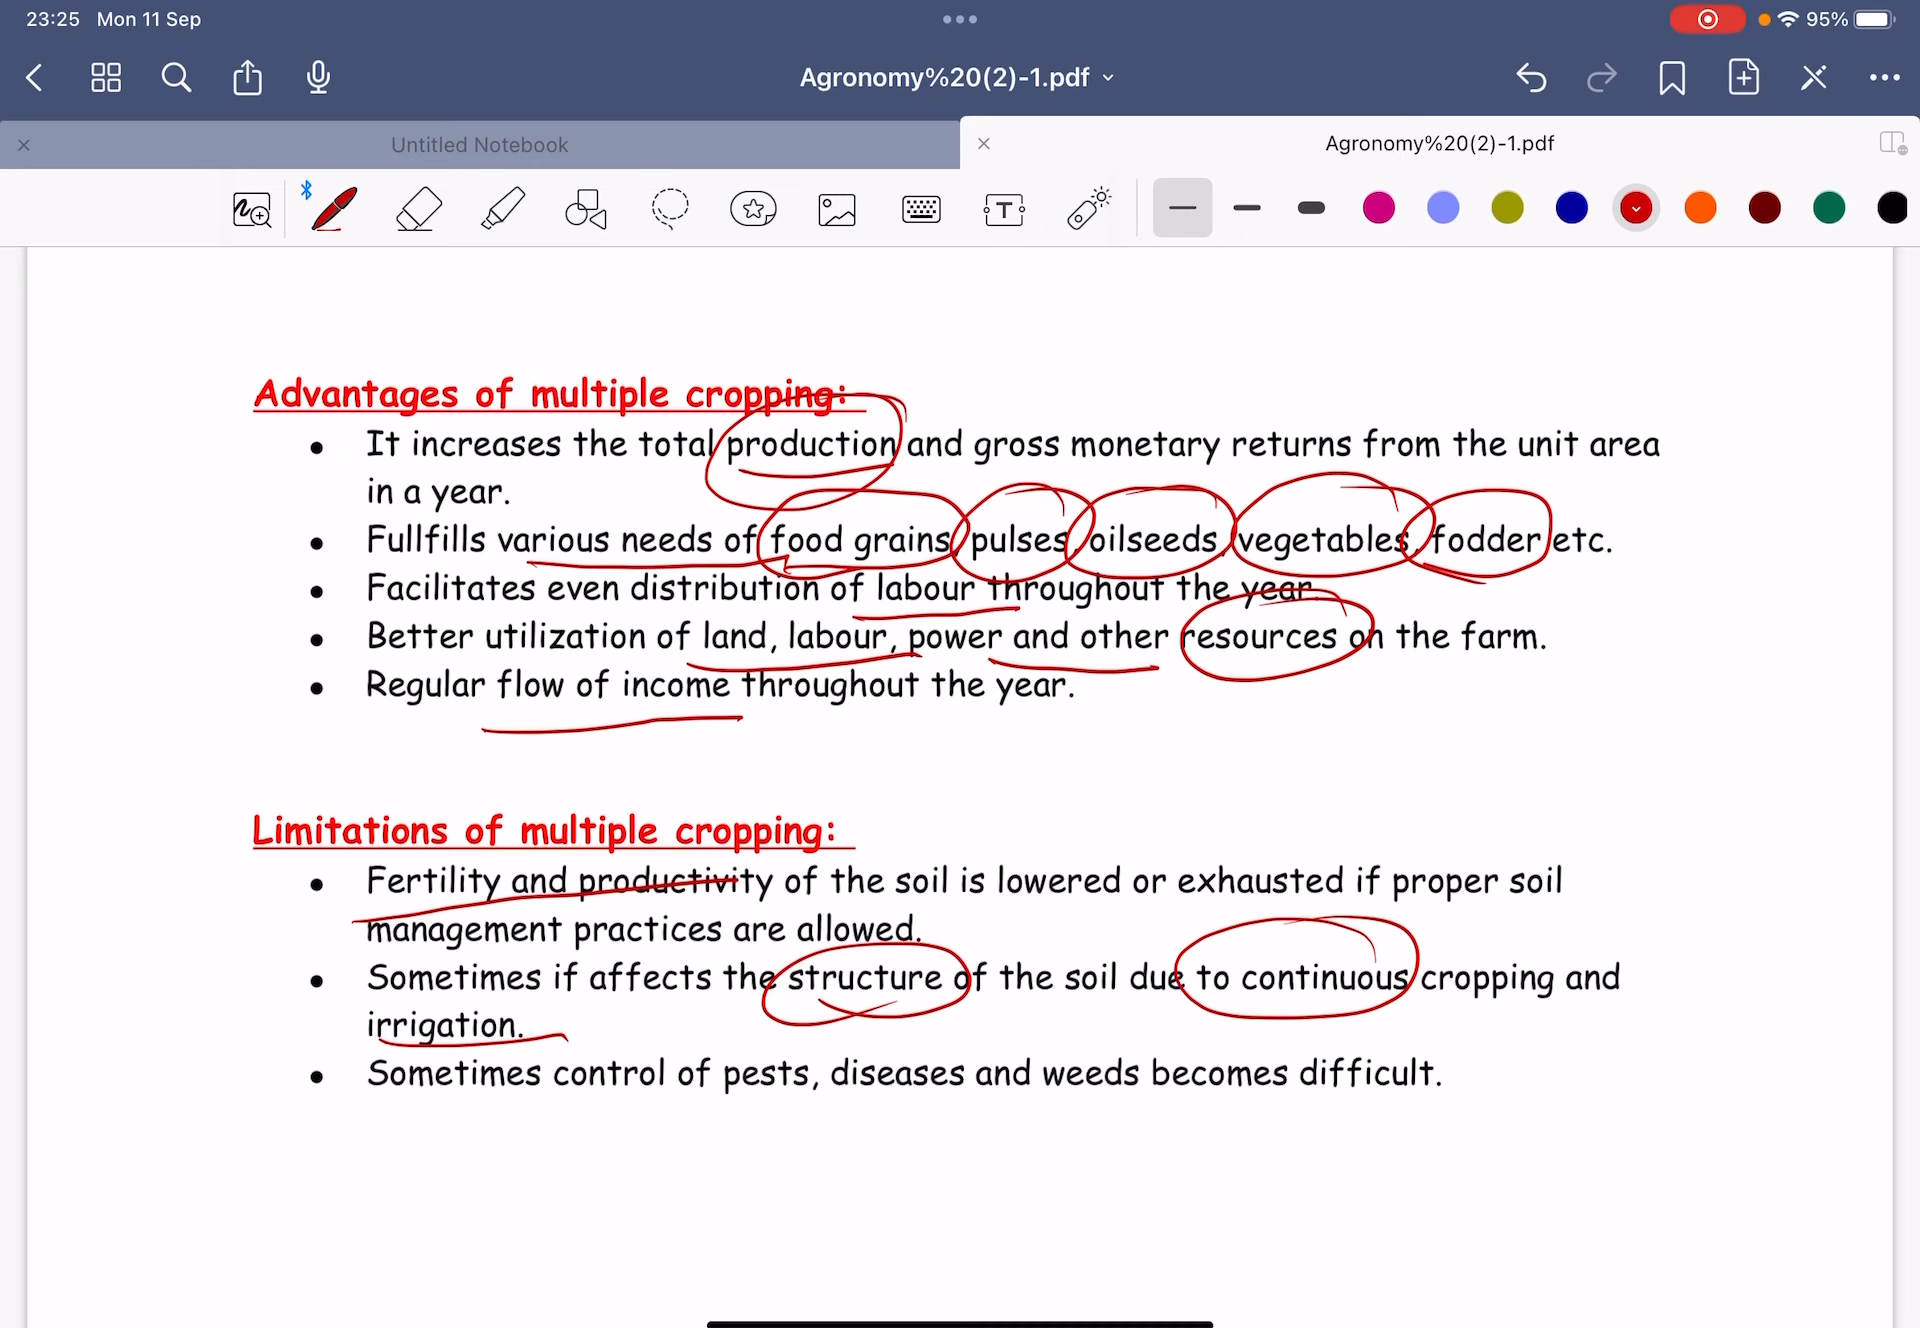 23:25 Mon 11 Sep
95%
Agronomy%20(2)-1.pdf
Untitled Notebook
Agronomy%20(2)-1.pdf
T
Advantages of multiple cropping:
• It increases the total production and gross monetary returns from the unit area
in a year.
• Fullfills various needs of food grains, pulses, oilseeds, vegetables, fodder etc.
• Facilitates even distribution of labour throughout the year.
• Better utilization of land, labour, power and other resources on the farm.
• Regular flow of income throughout the year.
Limitations of multiple cropping:
• Fertility and productivity of the soil is lowered or exhausted if proper soil
management practices are allowed.
• Sometimes if affects the structure of the soil due to continuous cropping and
irrigation.
• Sometimes control of pests, diseases and weeds becomes difficult.